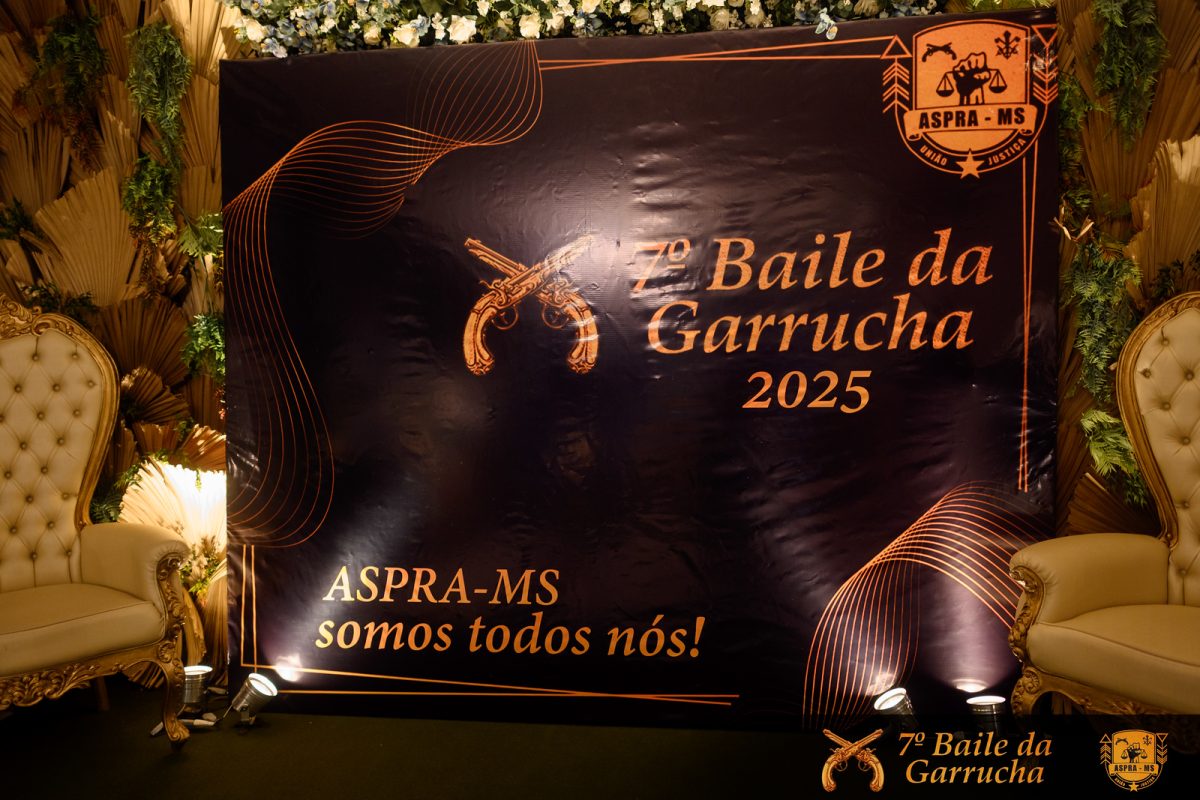 ASPRA - MS
UNIÃO JUSTIÇA
7º Baile da
Garrucha
2025
ASPRA-MS
somos todos nós!
7º Baile da
Garrucha
ASPRA - MS